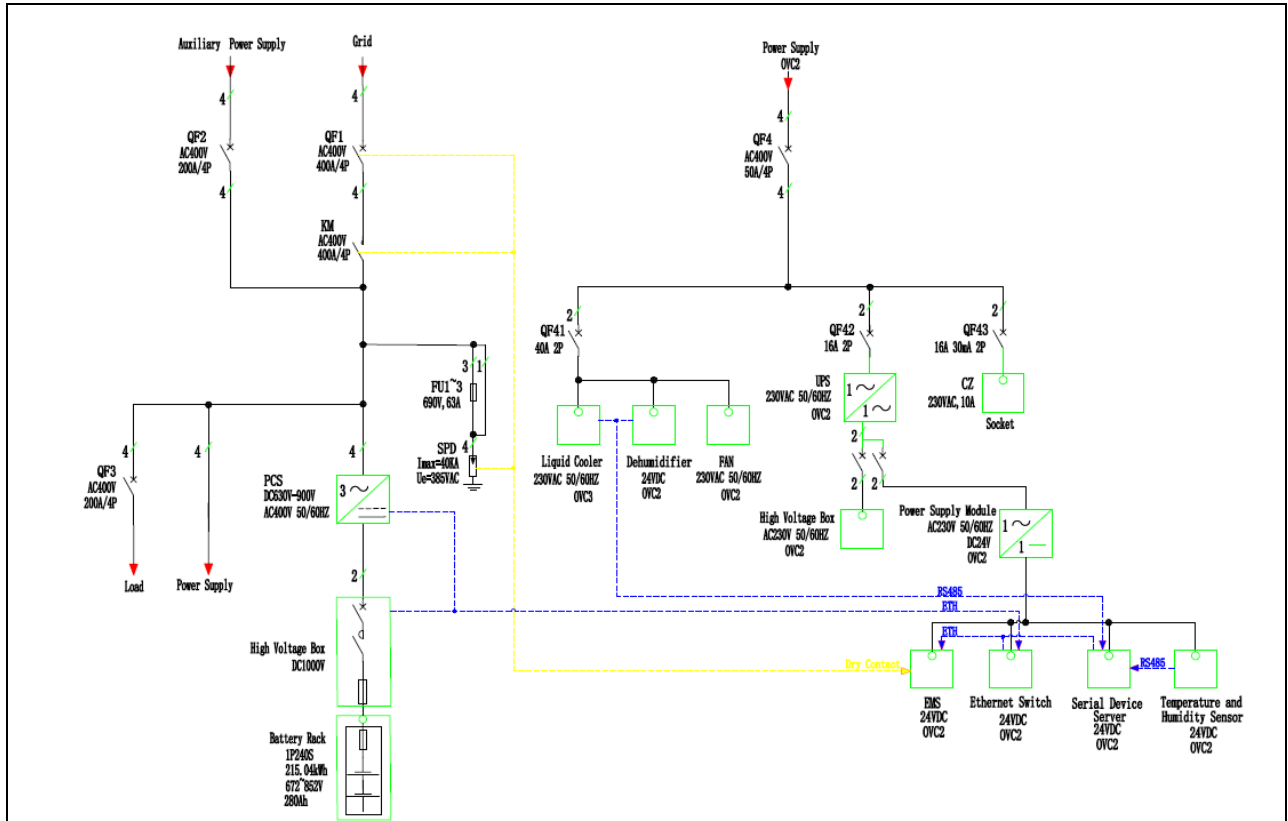 Auxiliary Power Supply
Grid
4
4
QF2
AC400V
200A/4P
4
QF1
AC400V
400A/4P
4
KM
AC400V
400A/4P
3
1
FU1~3
690V,63A
4
SPD
Imax=40KA
Ue=385VAC
4
QF3
AC400V
200A/4P
4
4
PCS
DC630V-900V
AC400V 50/60HZ
3
Load
Power Supply
2
High Voltage Box
DC1000V
Battery Rack
1P240S
215.04kWh
672~852V
280Ah
Power Supply
OVC2
4
QF4
AC400V
50A/4P
4
2
QF41
40A 2P
2
QF42
16A 2P
2
QF43
16A 30mA 2P
Liquid Cooler
230VAC 50/60HZ
OVC3
Dehumidifier
24VDC
OVC2
FAN
230VAC 50/60HZ
OVC2
UPS
230VAC 50/60HZ
OVC2
1
1
CZ
230VAC,10A
Socket
2
2
2
High Voltage Box
AC230V 50/60HZ
OVC2
Power Supply Module
AC230V 50/60HZ
DC24V
OVC2
1
1
RS485
ETH
ETH
RS485
Dry Contact
EMS
24VDC
OVC2
Ethernet Switch
24VDC
OVC2
Serial Device
Server
24VDC
OVC2
Temperature and
Humidity Sensor
24VDC
OVC2